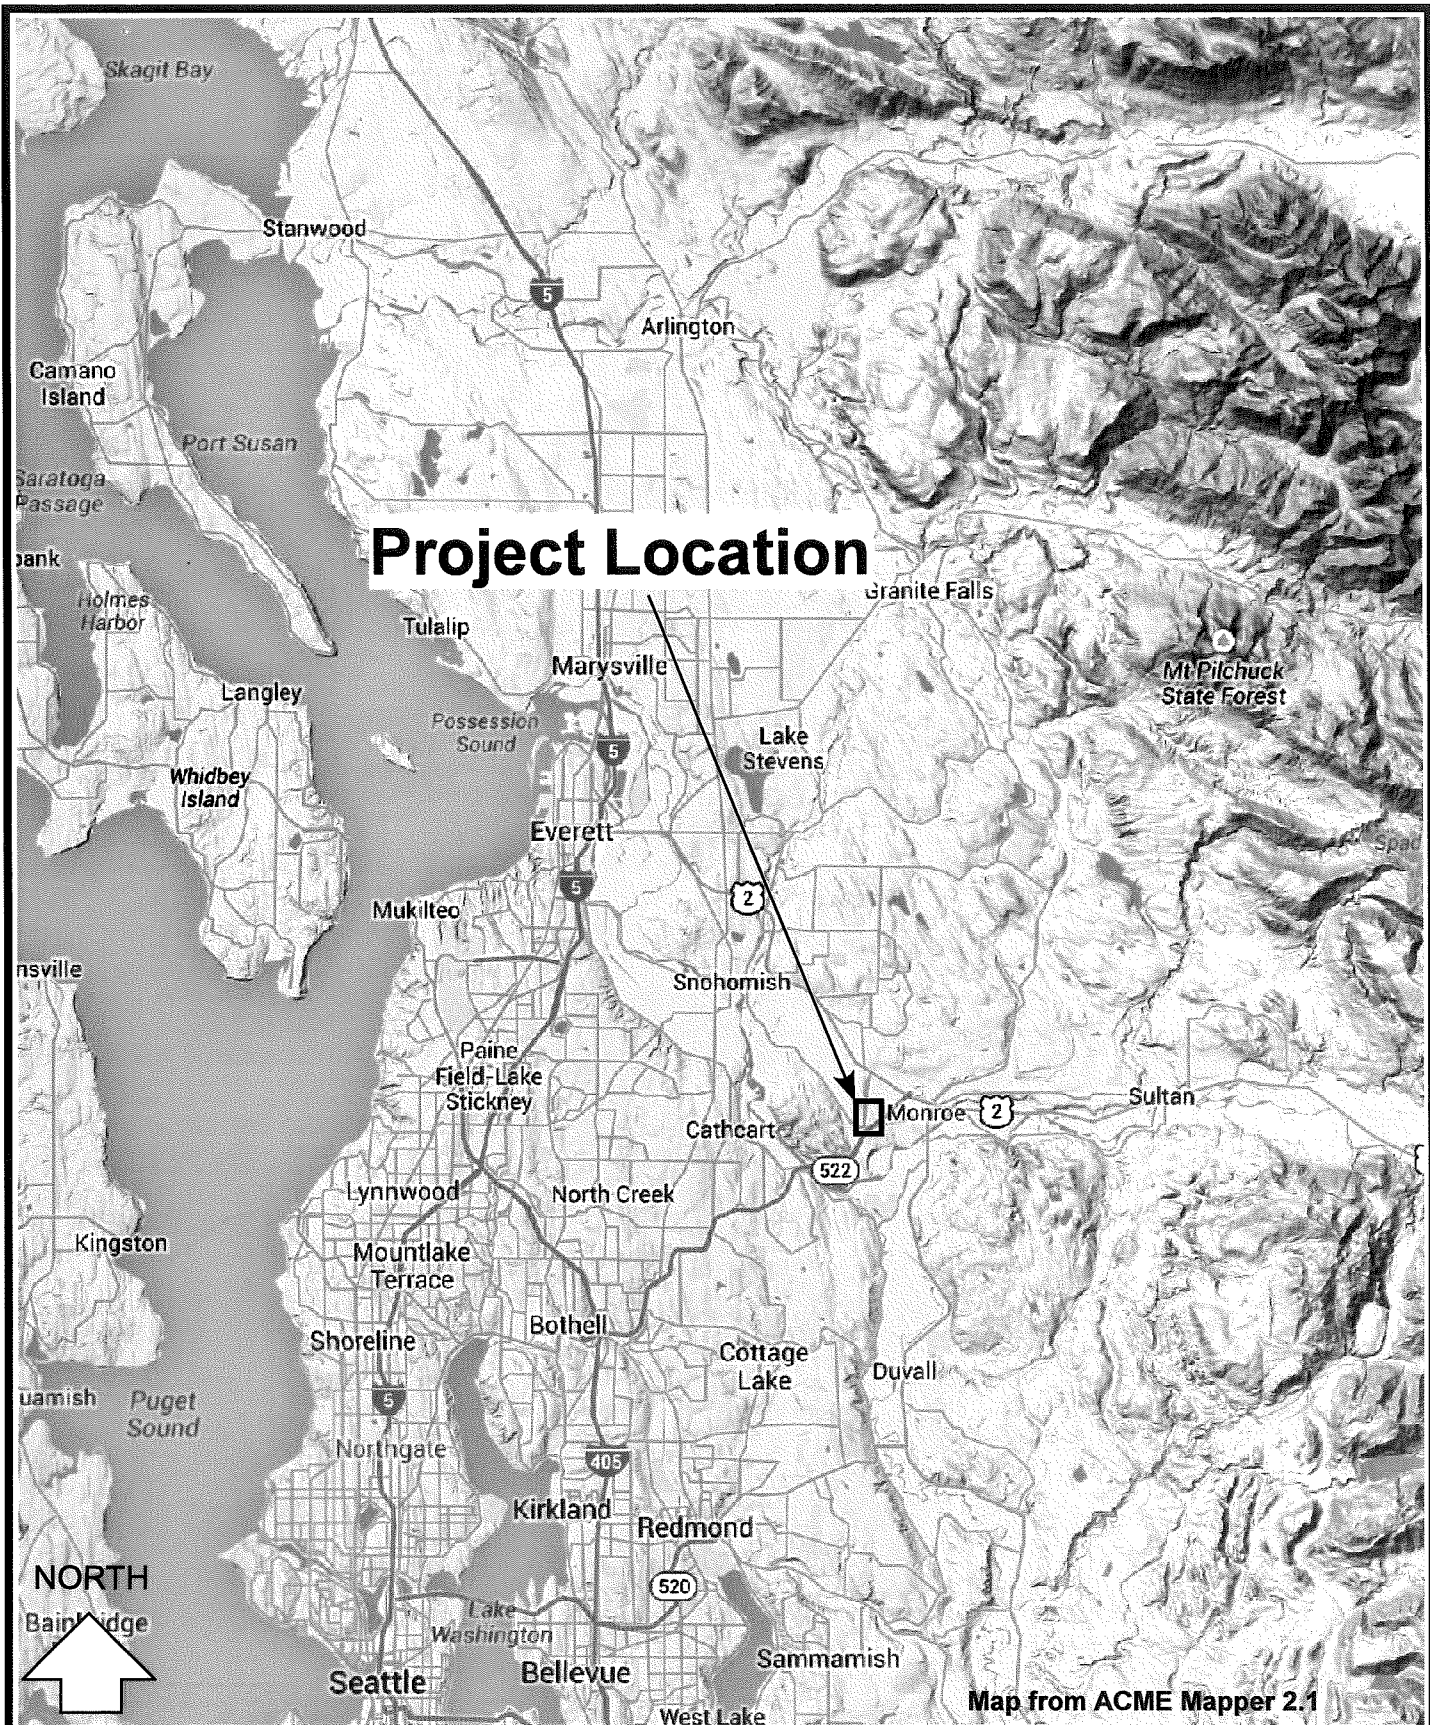 Skagit Bay
Stanwood
5
Arlington
Camano
Island
Port Susan
Saratoga
Passage
Project Location
bank
Granite Falls
Holmes
Harbor
Tulalip
Marysville
Mt Pilchuck
State Forest
Langley
Possession
Sound
5
Lake
Stevens
Whidbey
Island
Everett
Spad
5
2
Mukilteo
nsville
Snohomish
Paine
Field-Lake
Stickney
Sultan
Monroe
2
Cathcart
522
Lynnwood
North Creek
Kingston
Mountlake
Terrace
Shoreline
Bothell
Cottage
Lake
Duvall
uamish
Puget
Sound
5
Northgate
405
Kirkland
Redmond
NORTH
520
Lake
Washington
Seattle
Bellevue
Sammamish
Map from ACME Mapper 2.1
West Lake